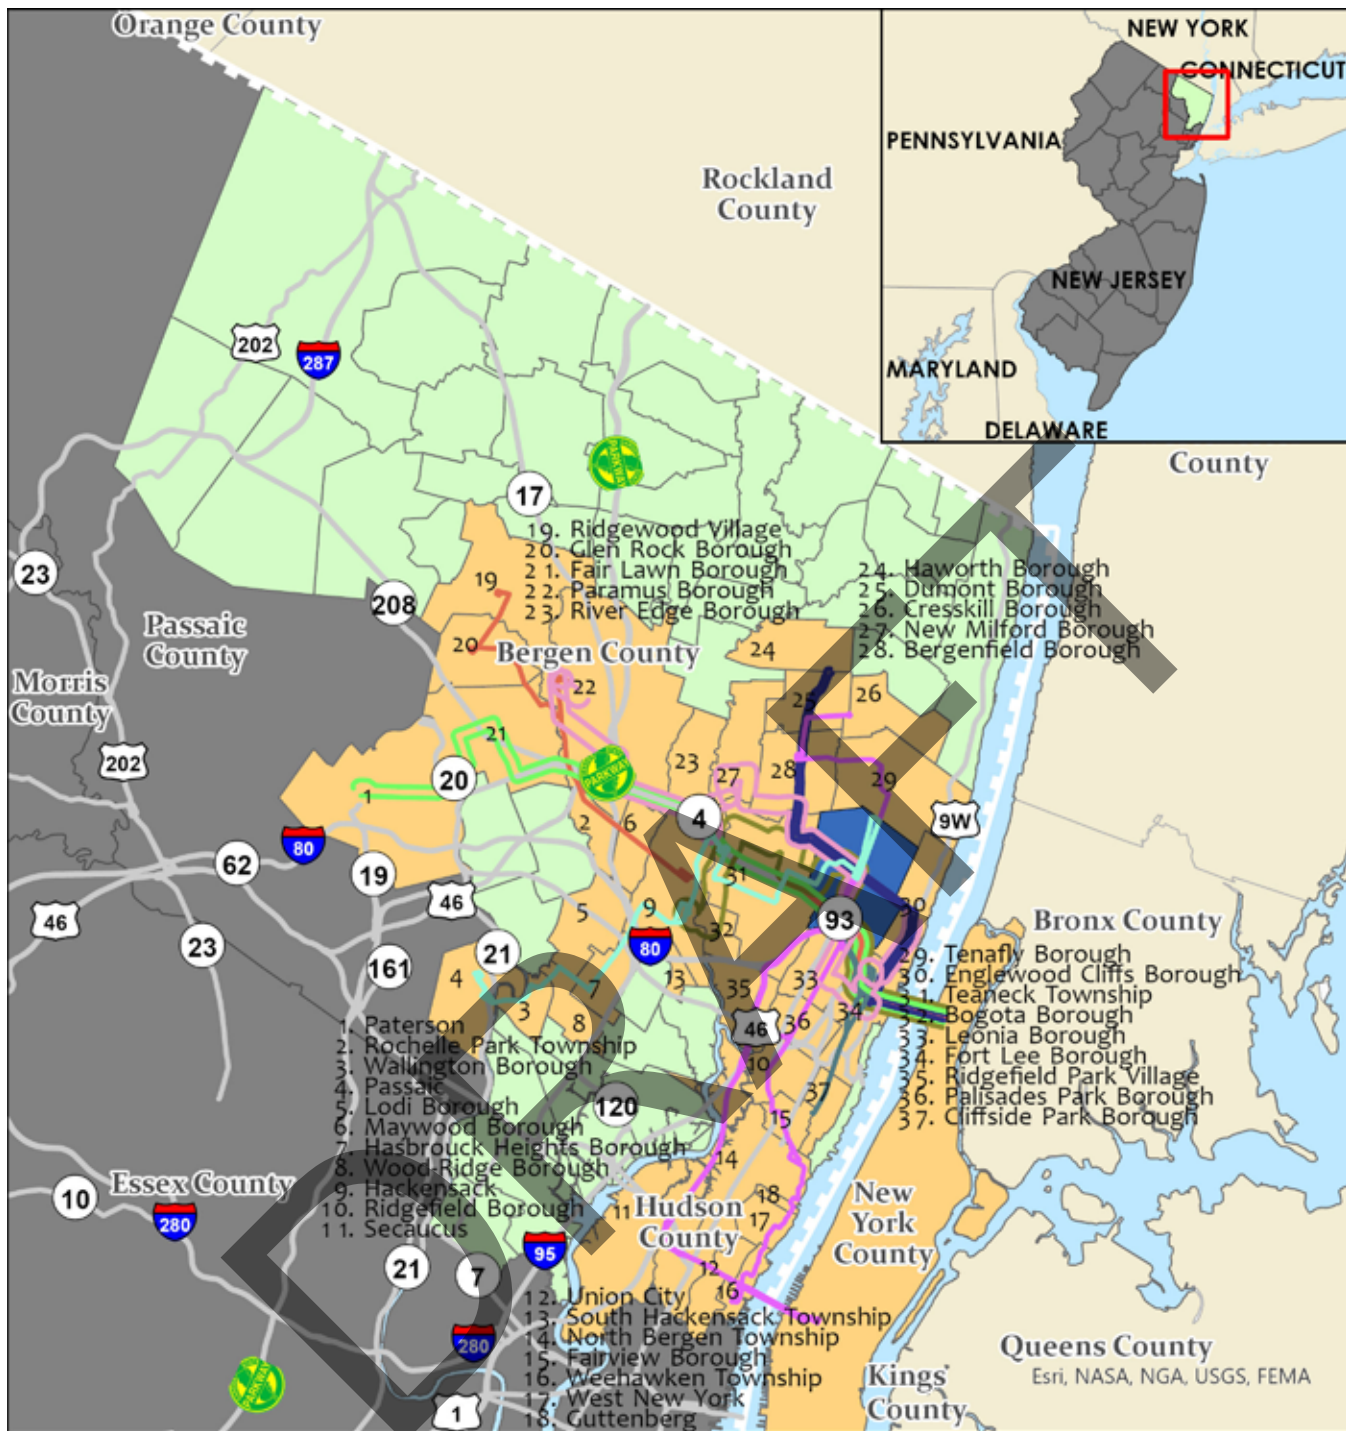 Orange County
NEW YORK
CONNECTICUT
PENNSYLVANIA
NEW JERSEY
MARYLAND
DELAWARE
Rockland
County
County
202
287
PARKWAY
17
23
208
19. Ridgewood Village
20. Glen Rock Borough
21. Fair Lawn Borough
22. Paramus Borough
23. River Edge Borough
24. Haworth Borough
25. Dumont Borough
26. Cresskill Borough
27. New Milford Borough
28. Bergenfield Borough
Passaic
County
Morris
County
Bergen County
19
20
24
22
25
26
21
23
27
28
29
202
20
PARKWAY
1
4
9W
2
6
80
62
19
46
46
23
21
161
5
9
31
32
80
93
30
Bronx County
4
3
7
8
13
35
33
34
46
36
10
37
15
29. Tenafly Borough
30. Englewood Cliffs Borough
31. Teaneck Township
32. Bogota Borough
33. Leonia Borough
34. Fort Lee Borough
35. Ridgefield Park Village
36. Palisades Park Borough
37. Cliffside Park Borough
1. Paterson
2. Rochelle Park Township
3. Wallington Borough
4. Passaic
5. Lodi Borough
6. Maywood Borough
7. Hasbrouck Heights Borough
8. Wood-Ridge Borough
9. Hackensack
10. Ridgefield Borough
11. Secaucus
120
14
11
18
17
12
16
Essex County
10
280
Hudson
County
New
York
County
95
21
7
280
PARKWAY
1
12. Union City
13. South Hackensack Township
14. North Bergen Township
15. Fairview Borough
16. Weehawken Township
17. West New York
18. Guttenberg
Queens County
Esri, NASA, NGA, USGS, FEMA
Kings
County
DRAFT